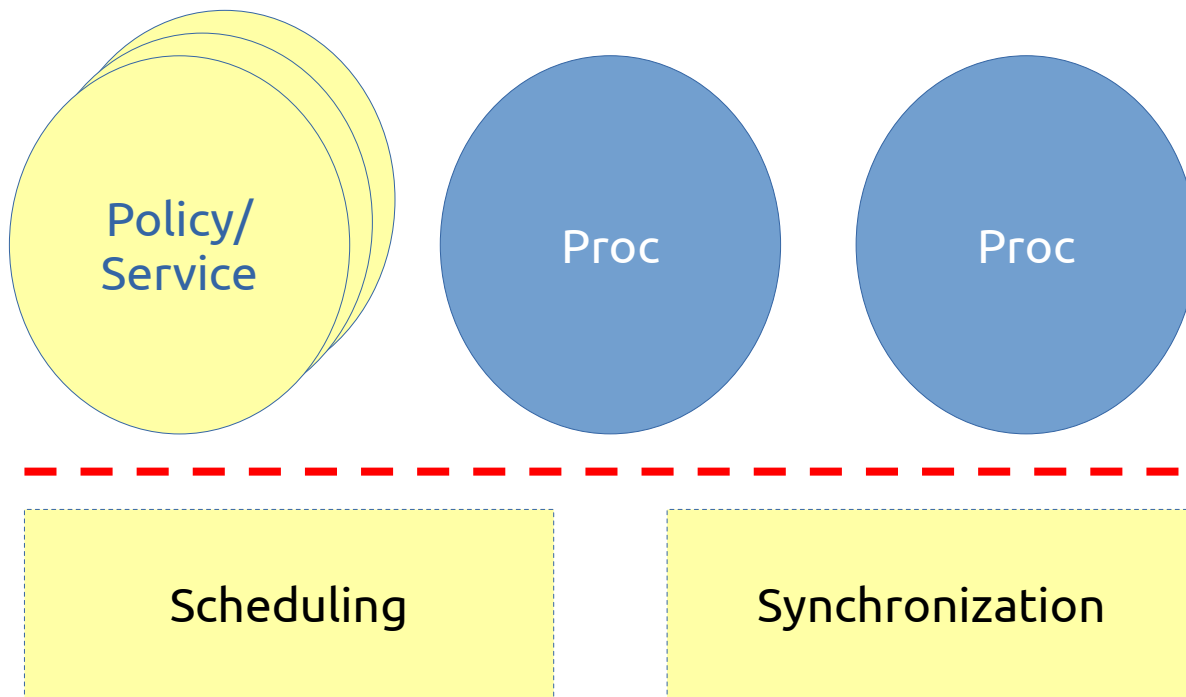 Policy/
Service
Proc
Proc
Scheduling
Synchronization